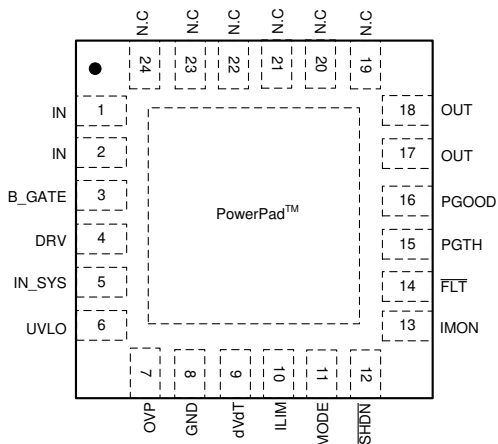 N.C N.C N.C N.C N.C N.C
24 23 22 21 20 19
IN 1 18 OUT
IN 2 17 OUT
B_GATE 3 16 PGOOD
PowerPad™
DRV 4 15 PGTH
IN_SYS 5 14 F̅L̅T̅
UVLO 6 13 IMON
7 8 9 10 11 12
OVP GND dVdT ILIM MODE S̅H̅D̅N̅